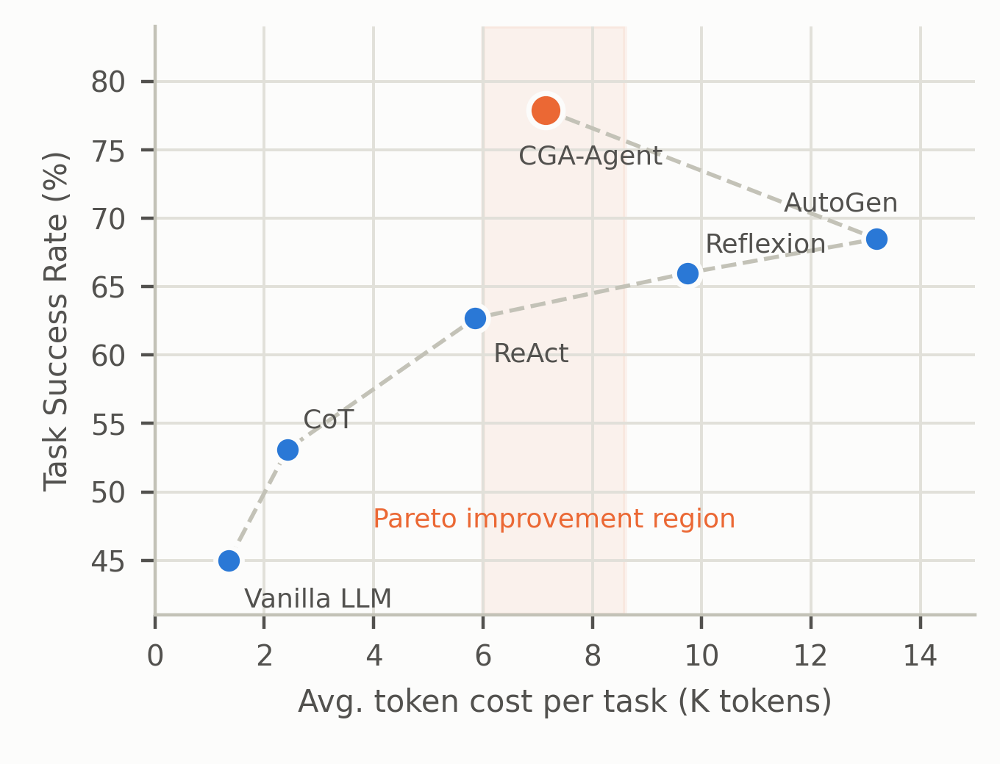 80
75
70
65
60
55
50
45
Task Success Rate (%)
CGA-Agent
AutoGen
Reflexion
ReAct
CoT
Pareto improvement region
Vanilla LLM
0 2 4 6 8 10 12 14
Avg. token cost per task (K tokens)